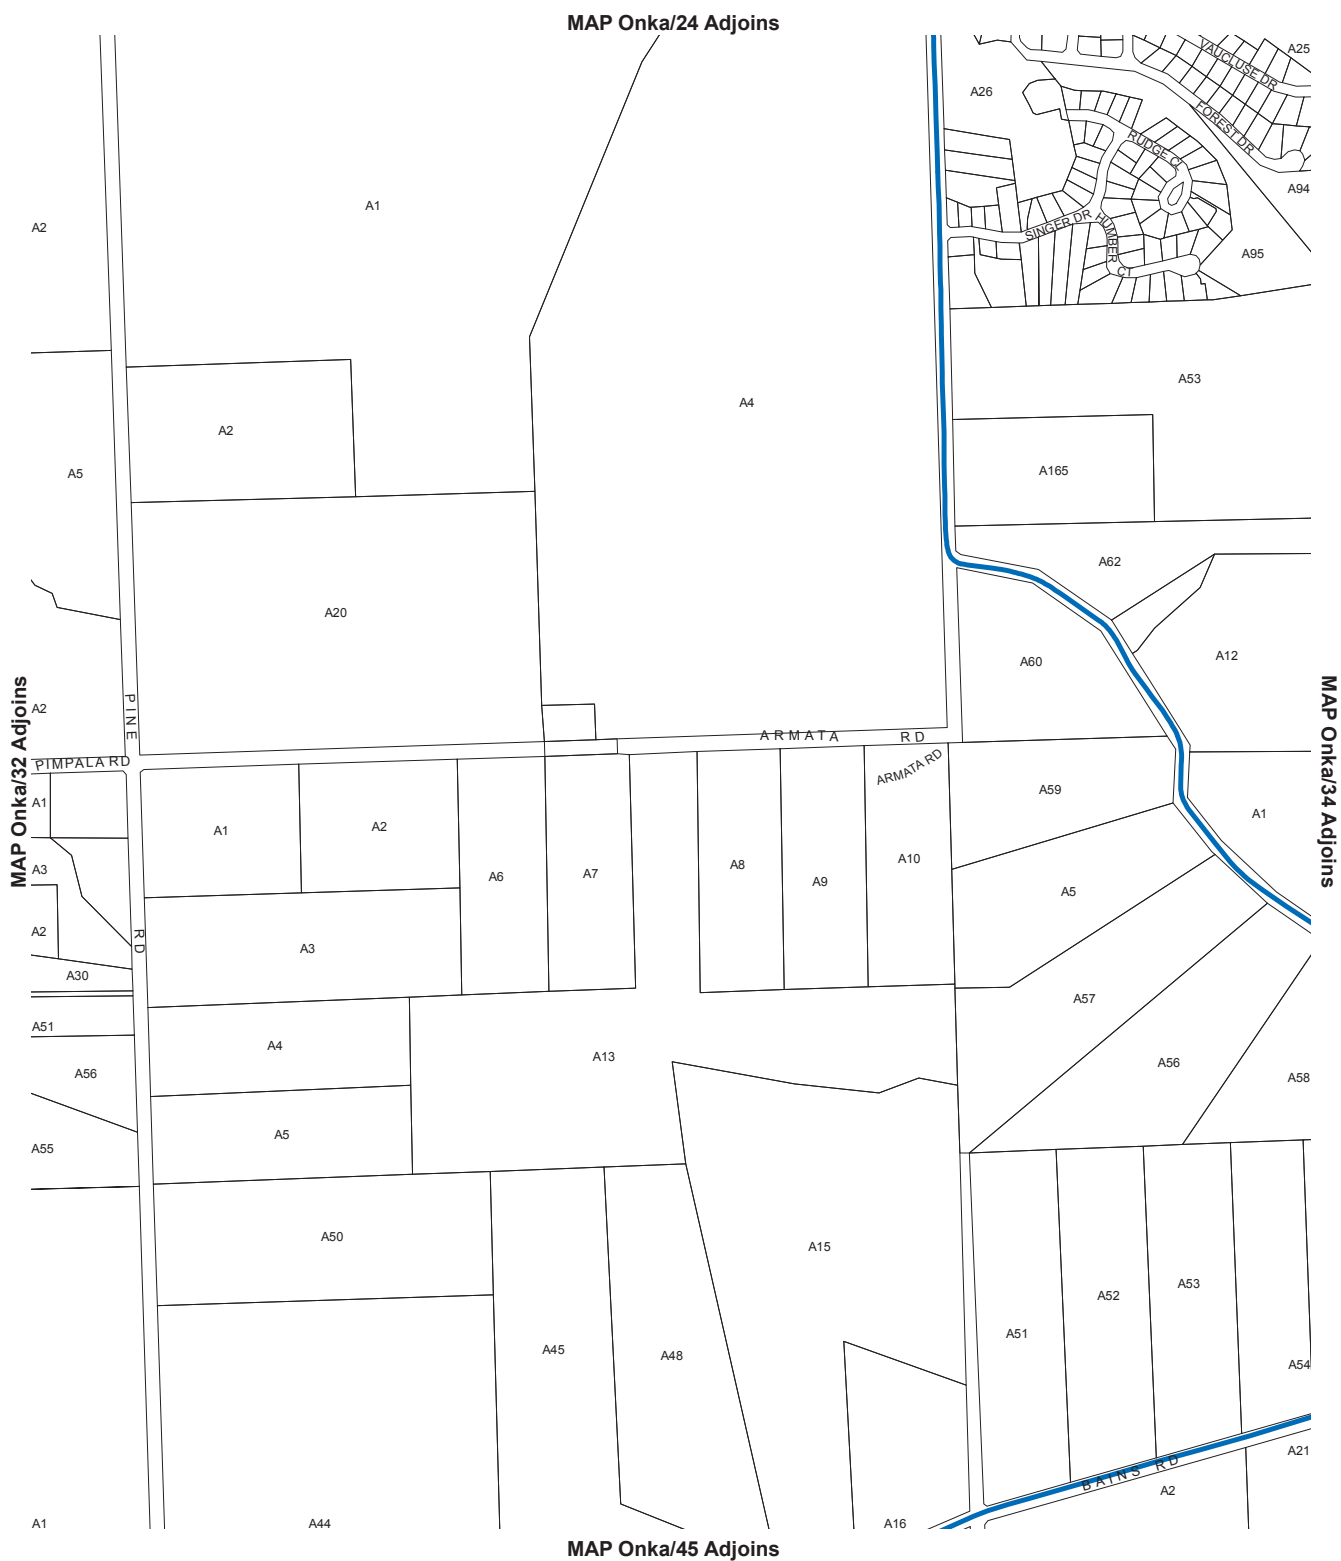 MAP Onka/24 Adjoins
VAUCLUSE DR
A25
A26
FOREST DR
RUDGE CL
A94
A1
A2
SINGER DR
HUMBER CT
A95
A53
A4
A2
A165
A5
A62
A20
A60
A12
MAP Onka/32 Adjoins
MAP Onka/34 Adjoins
A2
PINE RD
ARMATA RD
PIMPALA RD
ARMATA RD
A59
A1
A1
A1
A2
A3
A6
A7
A8
A9
A10
A5
A2
A3
A30
A57
A51
A4
A13
A56
A56
A58
A5
A55
A50
A15
A53
A52
A51
A45
A48
A54
A21
BAINS RD
A2
A1
A44
A16
MAP Onka/45 Adjoins